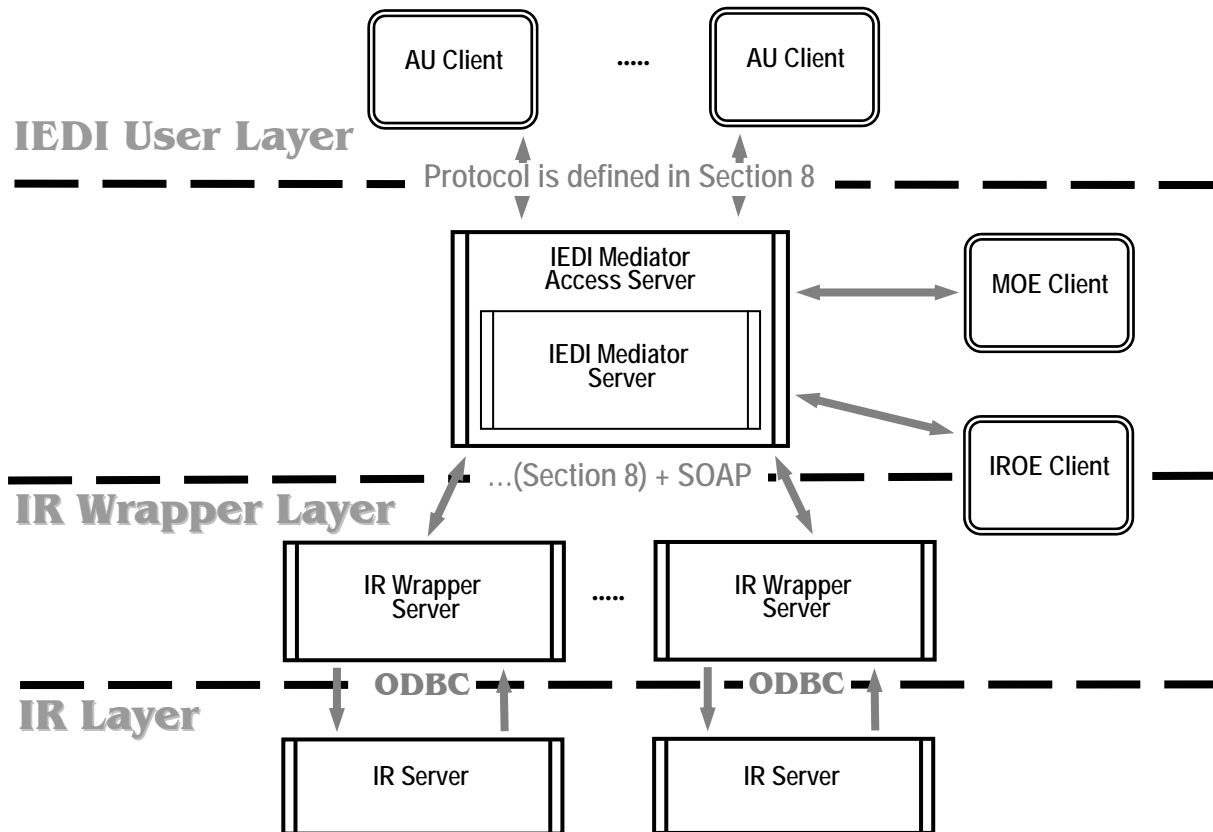 AU Client ..... AU Client
IEDI User Layer
Protocol is defined in Section 8
IEDI Mediator
Access Server
MOE Client
IEDI Mediator
Server
IROE Client
...(Section 8) + SOAP
IR Wrapper Layer
IR Wrapper
Server
.....
IR Wrapper
Server
ODBC ODBC
IR Layer
IR Server IR Server